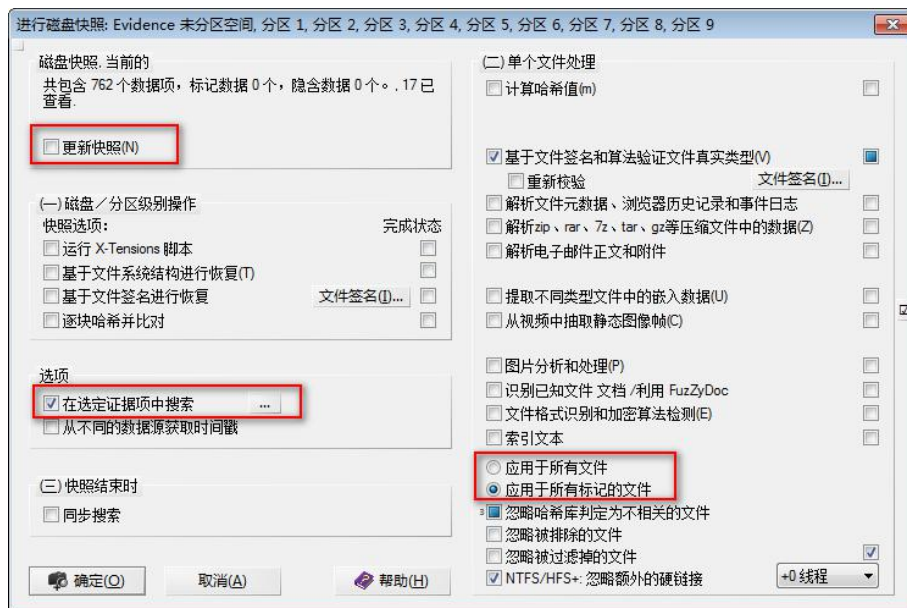 进行磁盘快照: Evidence 未分区空间, 分区 1, 分区 2, 分区 3, 分区 4, 分区 5, 分区 6, 分区 7, 分区 8, 分区 9
磁盘快照. 当前的
共包含 762 个数据项，标记数据 0 个，隐含数据 0 个。. 17 已
查看.
更新快照(N)
(一) 磁盘／分区级别操作
快照选项:
完成状态
运行 X-Tensions 脚本
基于文件系统结构进行恢复(T)
基于文件签名进行恢复
文件签名(I)...
逐块哈希并比对
选项
在选定证据项中搜索
...
从不同的数据源获取时间戳
(三) 快照结束时
同步搜索
确定(O)
取消(A)
帮助(H)
(二) 单个文件处理
计算哈希值(m)
基于文件签名和算法验证文件真实类型(V)
重新校验
文件签名(I)...
解析文件元数据、浏览器历史记录和事件日志
解析zip、rar、7z、tar、gz等压缩文件中的数据(Z)
解析电子邮件正文和附件
提取不同类型文件中的嵌入数据(U)
从视频中抽取静态图像帧(C)
图片分析和处理(P)
识别已知文件 文档 /利用 FuzZyDoc
文件格式识别和加密算法检测(E)
索引文本
应用于所有文件
应用于所有标记的文件
3
忽略哈希库判定为不相关的文件
忽略被排除的文件
忽略被过滤掉的文件
NTFS/HFS+: 忽略额外的硬链接
+0 线程